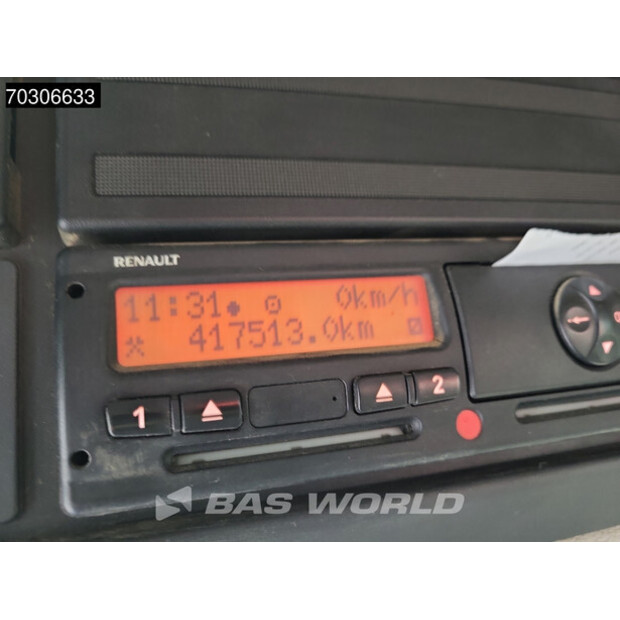 70306633
RENAULT
11:31 0km/h
417513.0km
1 2
BAS WORLD